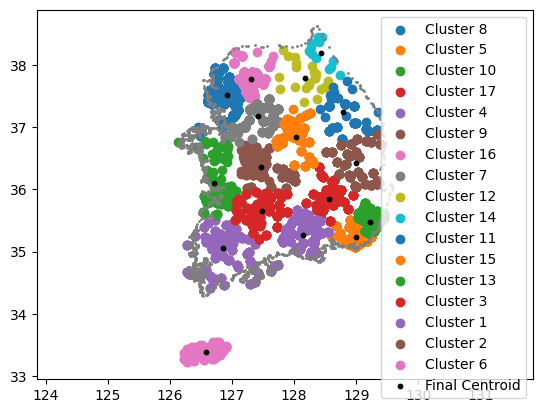 38
37
36
35
34
33
124
125
126
127
128
129
130
131
Cluster 8
Cluster 5
Cluster 10
Cluster 17
Cluster 4
Cluster 9
Cluster 16
Cluster 7
Cluster 12
Cluster 14
Cluster 11
Cluster 15
Cluster 13
Cluster 3
Cluster 1
Cluster 2
Cluster 6
Final Centroid